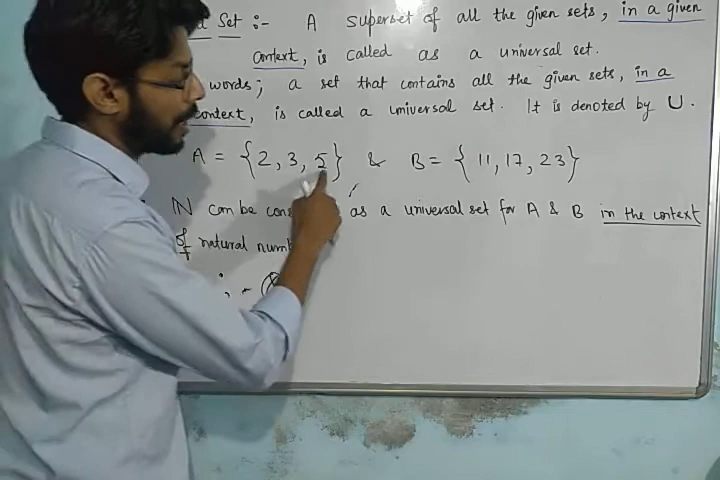 Set :- A superset of all the given sets, in a given
context, is called as a universal set.
words; a set that contains all the given sets, in a
context, is called a universal set. It is denoted by U.
A = {2, 3, 5} & B = {11, 17, 23}
N can be as a universal set for A & B in the context
of natural